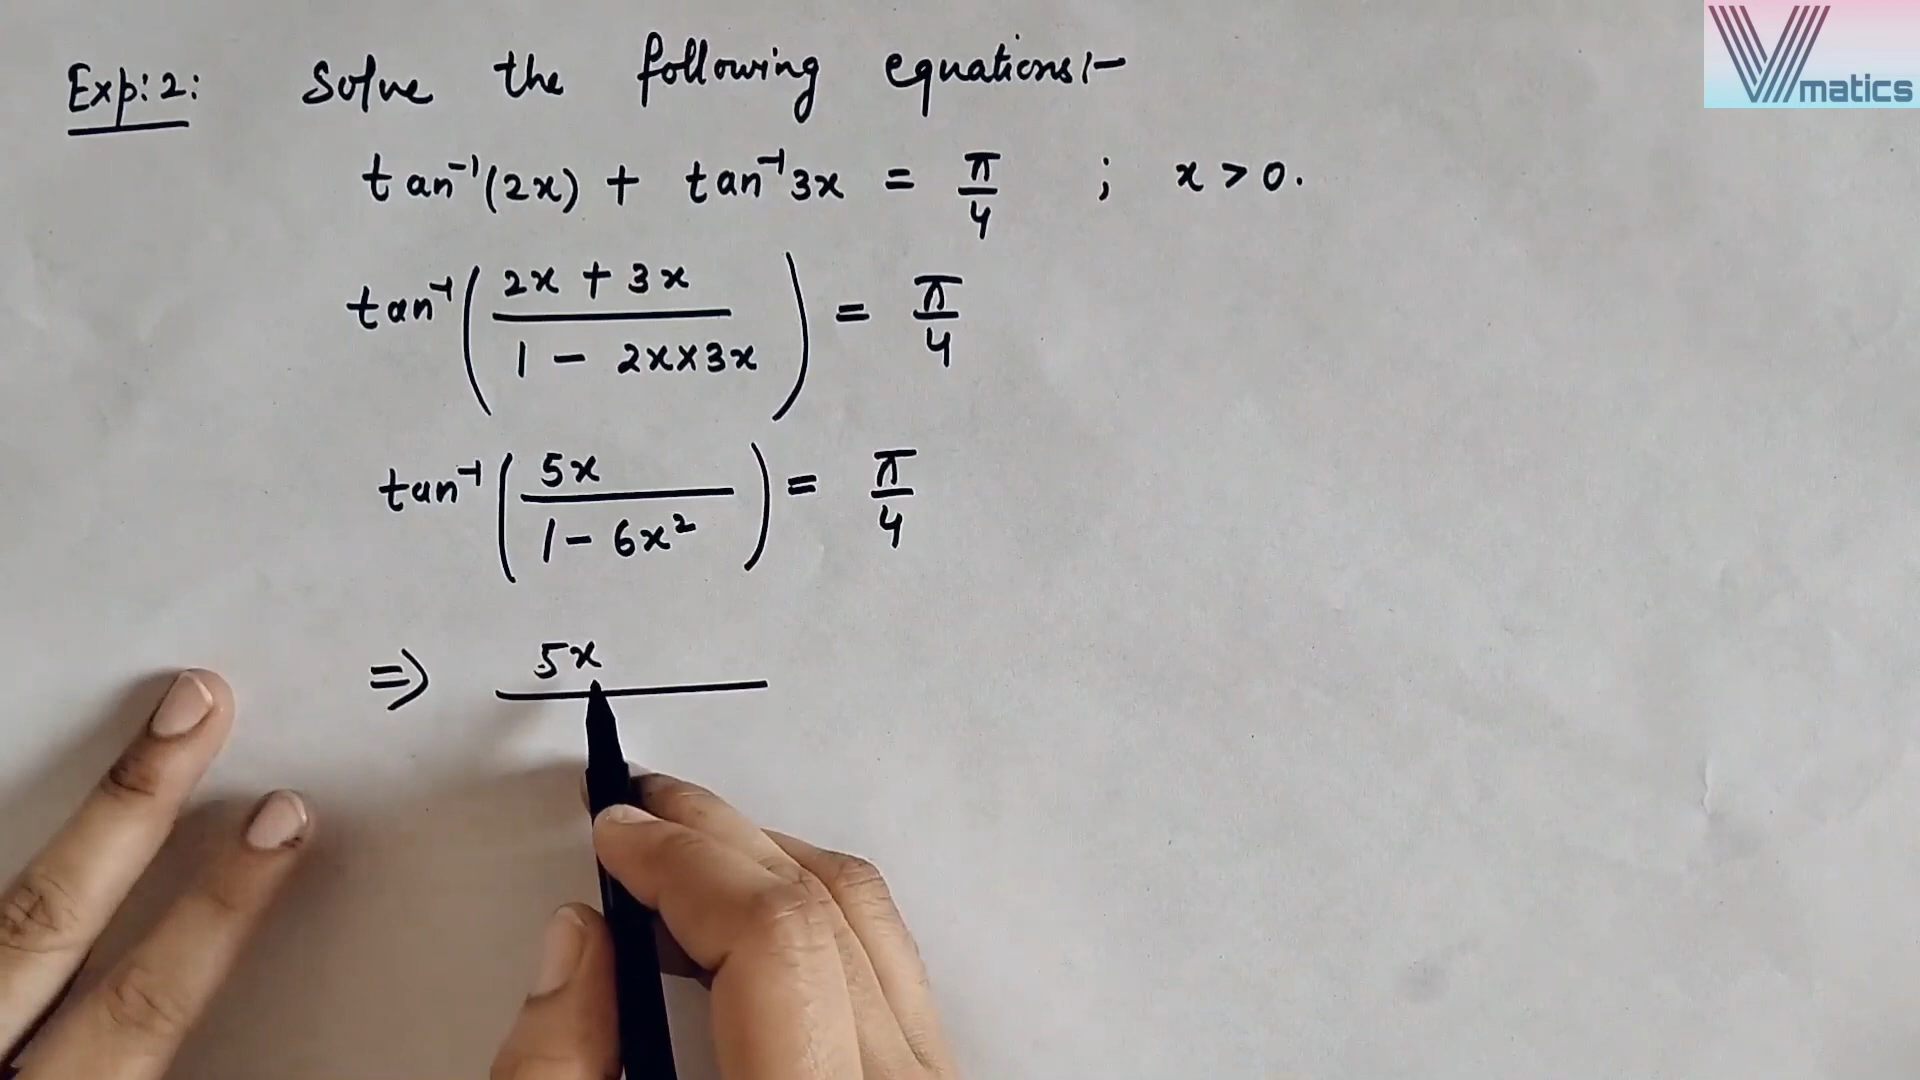 Vmatics
Exp:2: Solve the following equations:-
tan⁻¹(2x) + tan⁻¹3x = π/4 ; x > 0.
tan⁻¹((2x + 3x)/(1 - 2x×3x)) = π/4
tan⁻¹(5x/(1 - 6x²)) = π/4
⇒ 5x